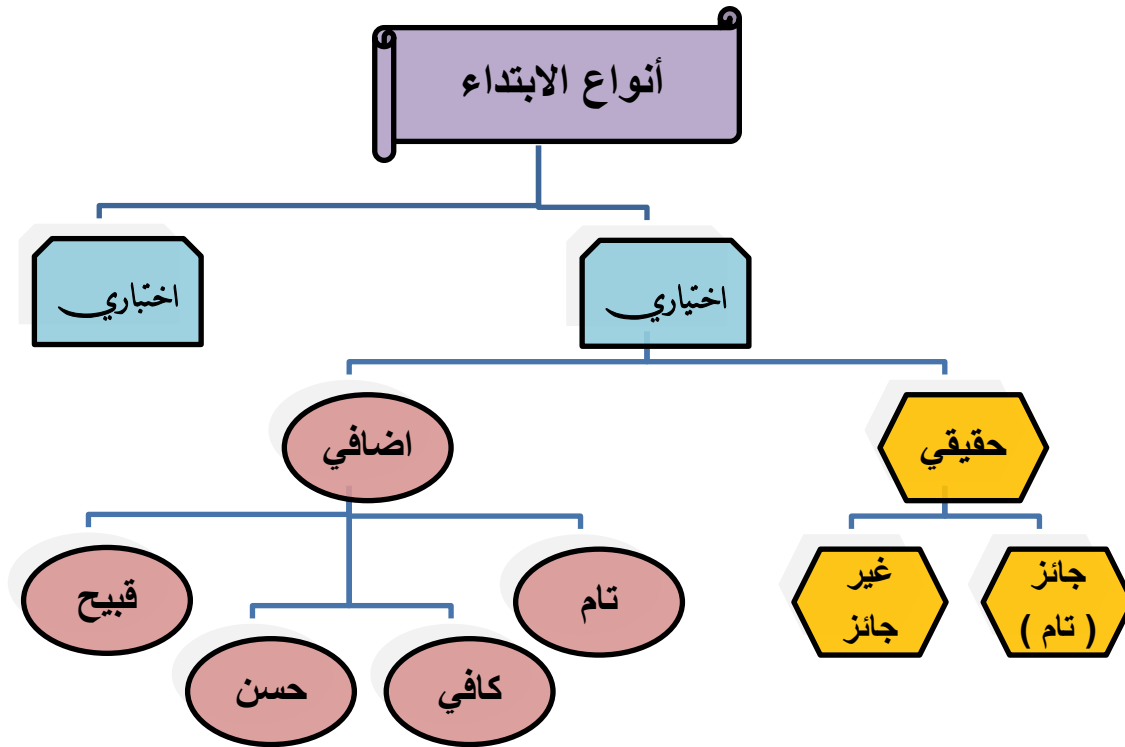 أنواع الابتداء
اختياري
اختباري
حقيقي
اضافي
جائز
( تام )
غير
جائز
تام
كافي
حسن
قبيح